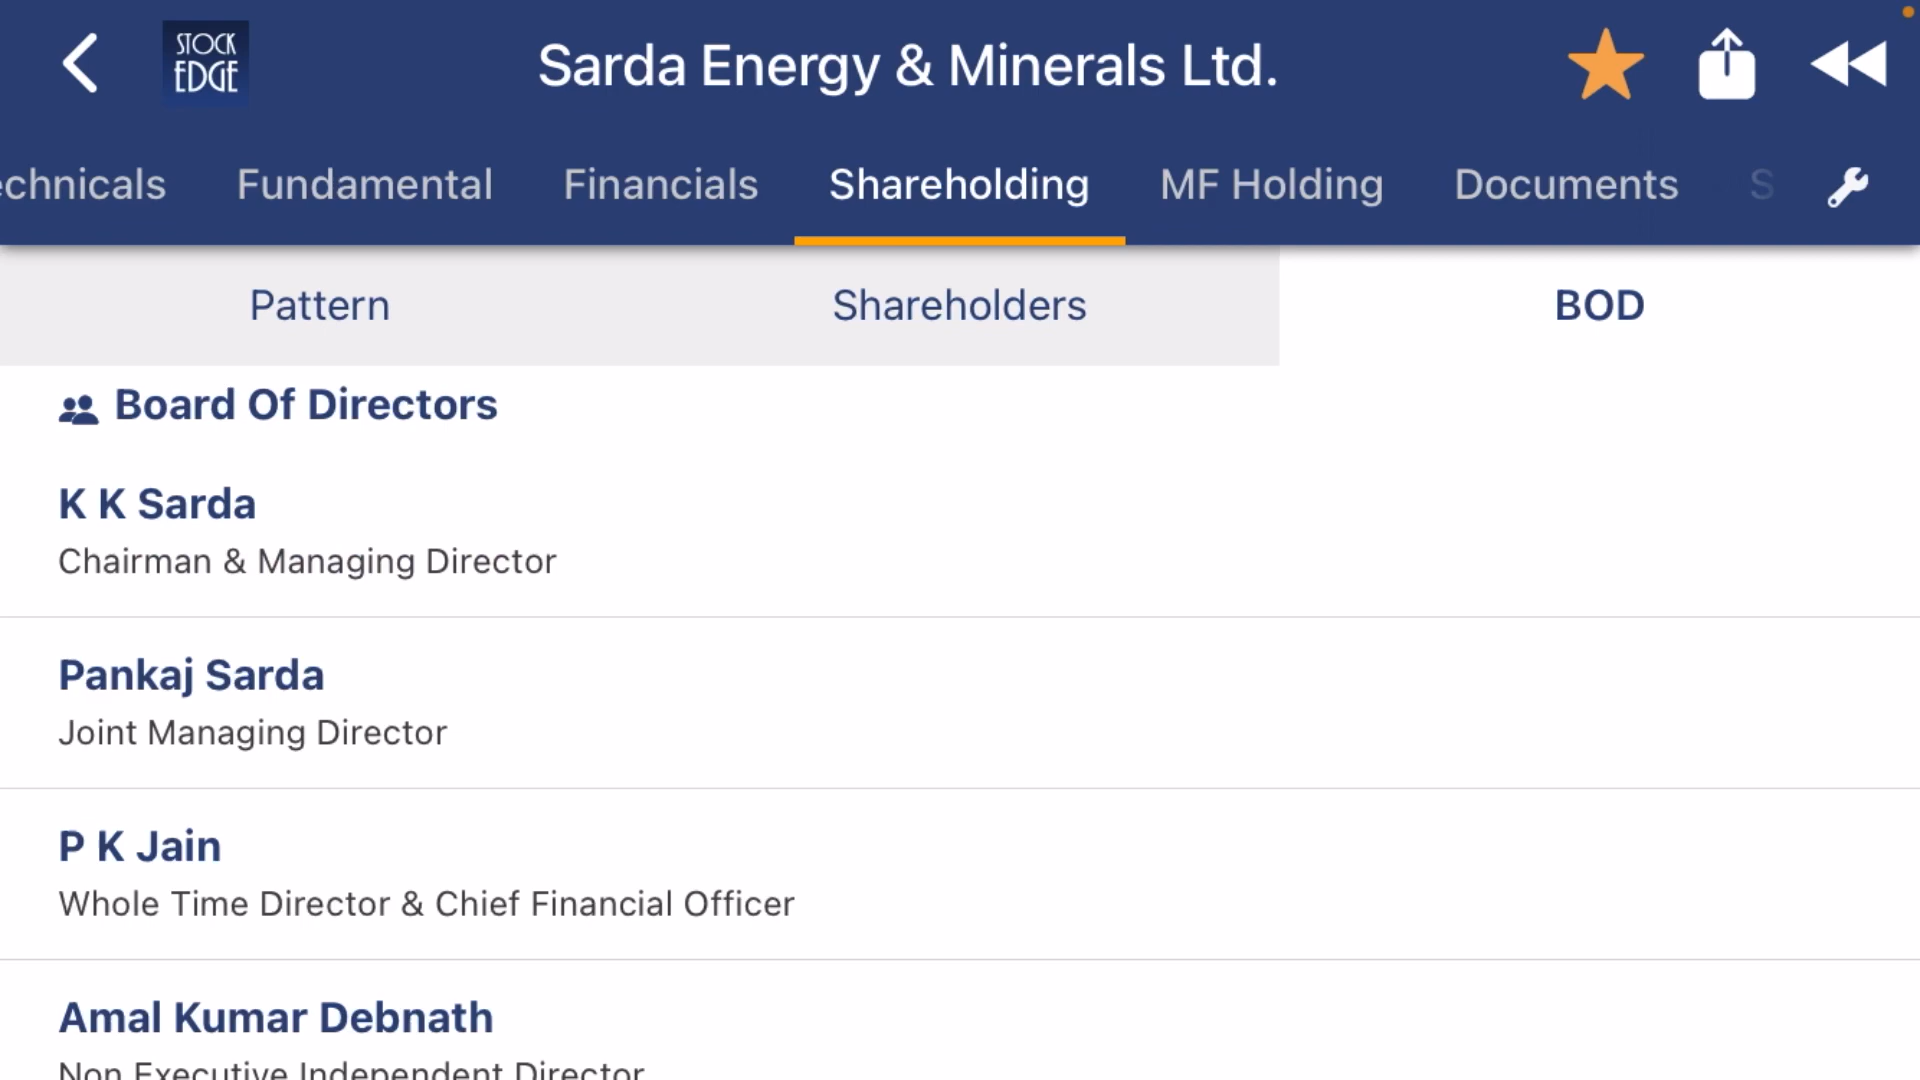 STOCK
EDGE
Sarda Energy & Minerals Ltd.
echnicals Fundamental Financials Shareholding MF Holding Documents S
Pattern Shareholders BOD
Board Of Directors
K K Sarda
Chairman & Managing Director
Pankaj Sarda
Joint Managing Director
P K Jain
Whole Time Director & Chief Financial Officer
Amal Kumar Debnath
Non Executive Independent Director